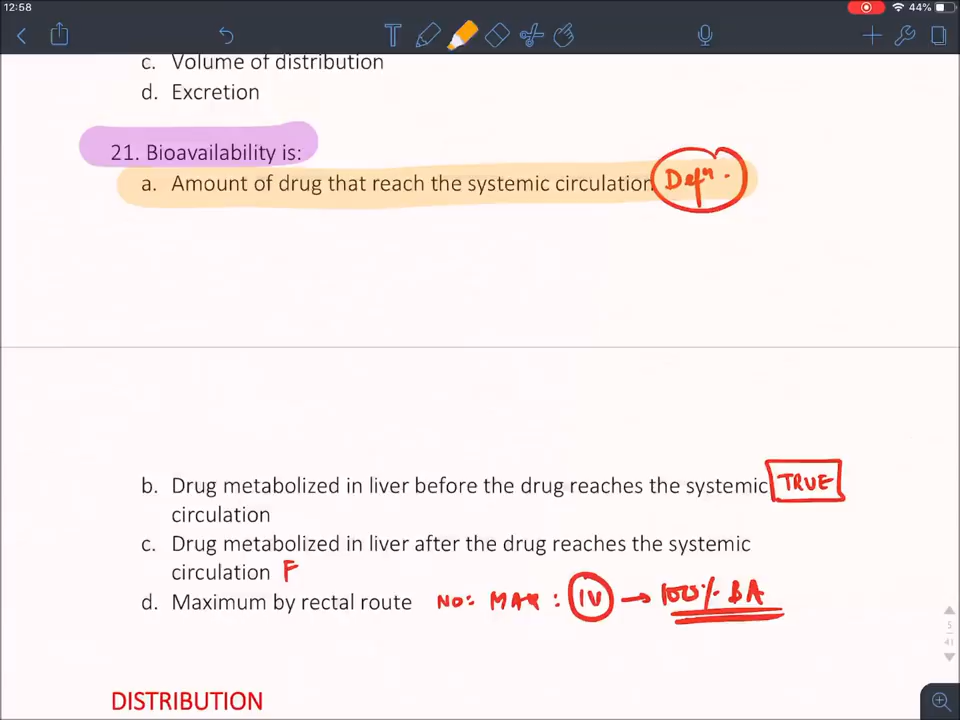 12:58
44%
T
c. Volume of distribution
d. Excretion
21. Bioavailability is:
a. Amount of drug that reach the systemic circulation Defn.
b. Drug metabolized in liver before the drug reaches the systemic TRUE
circulation
c. Drug metabolized in liver after the drug reaches the systemic
circulation F
d. Maximum by rectal route NO: MAX : IV → 100% BA
5
41
DISTRIBUTION